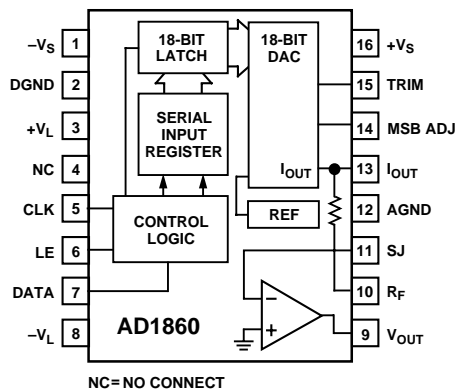 –VS 1
DGND 2
+VL 3
NC 4
CLK 5
LE 6
DATA 7
–VL 8
18-BIT
LATCH
SERIAL
INPUT
REGISTER
CONTROL
LOGIC
AD1860
18-BIT
DAC
IOUT
REF
–
+
16 +VS
15 TRIM
14 MSB ADJ
13 IOUT
12 AGND
11 SJ
10 RF
9 VOUT
NC = NO CONNECT